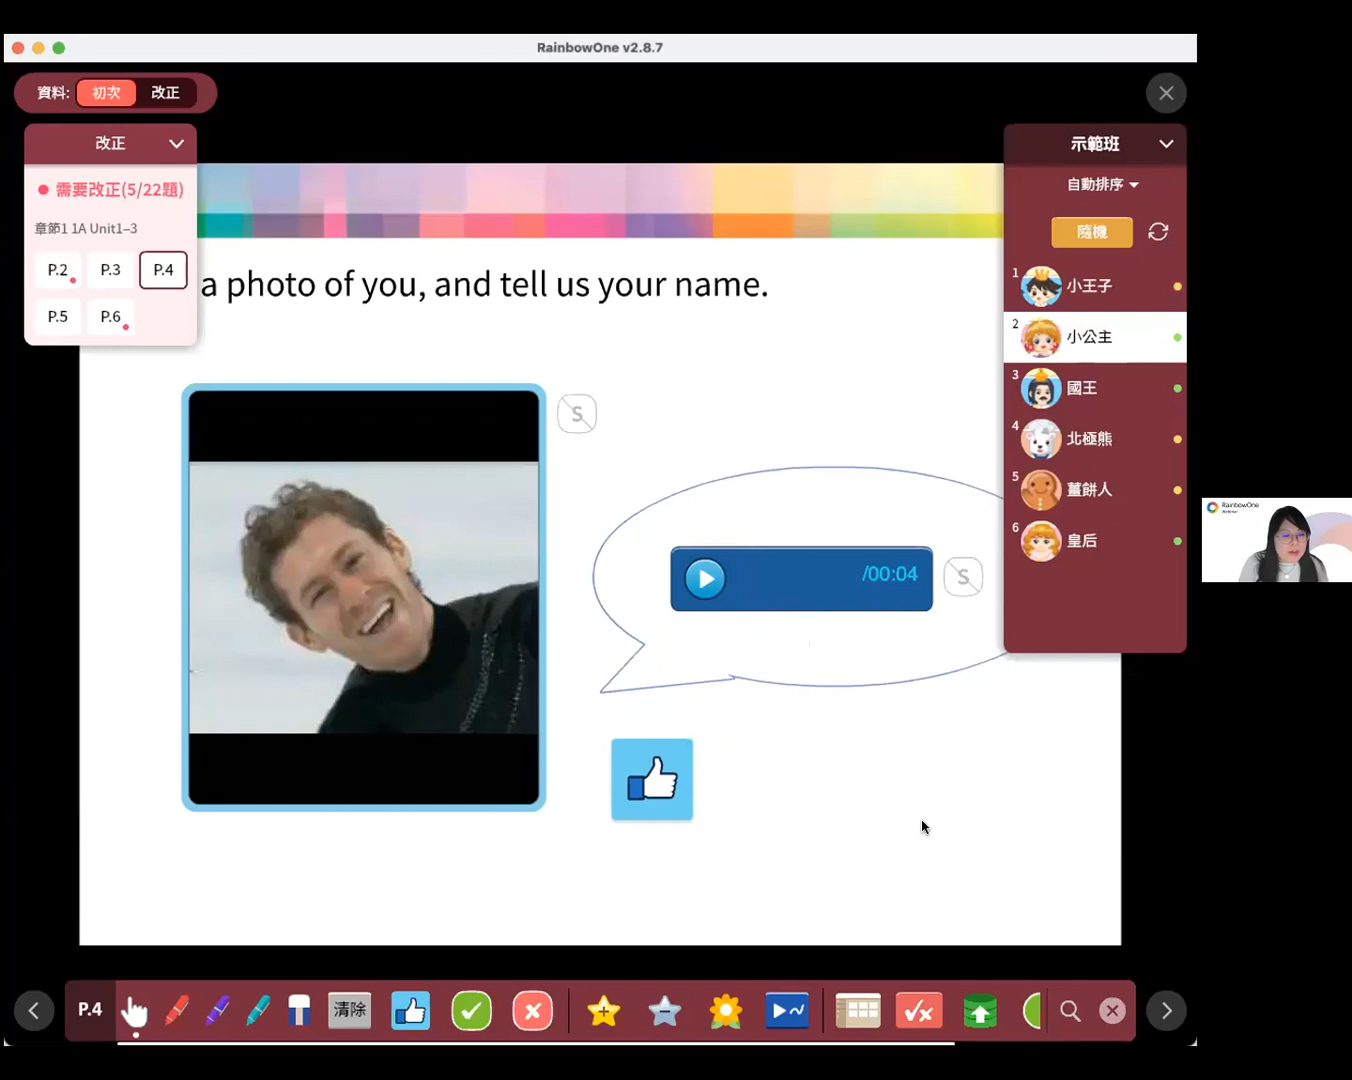 RainbowOne v2.8.7
資料: 初次 改正
改正
需要改正(5/22題)
章節1 1A Unit1–3
P.2 P.3 P.4
P.5 P.6
a photo of you, and tell us your name.
S
/00:04
S
示範班
自動排序
隨機
1 小王子
2 小公主
3 國王
4 北極熊
5 薑餅人
6 皇后
RainbowOne
Webinar
P.4
清除